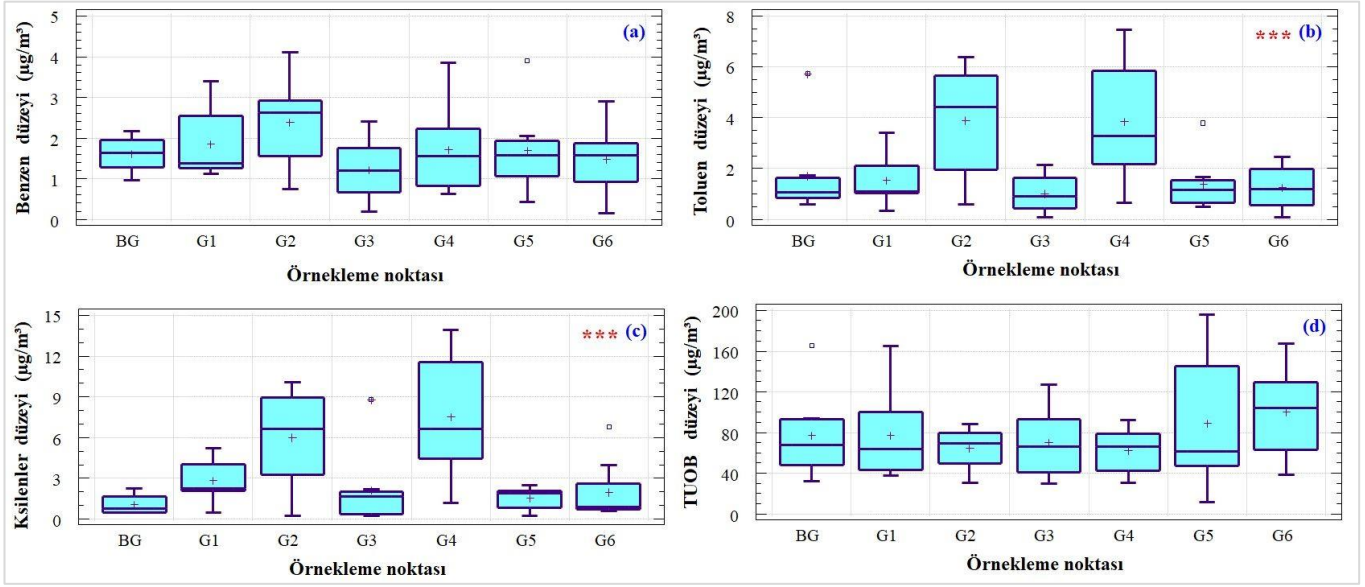 Benzen düzeyi (µg/m³)
5
4
3
2
1
0
(a)
BG G1 G2 G3 G4 G5 G6
Örnekleme noktası
Toluen düzeyi (µg/m³)
8
6
4
2
0
*** (b)
BG G1 G2 G3 G4 G5 G6
Örnekleme noktası
Ksilenler düzeyi (µg/m³)
15
12
9
6
3
0
*** (c)
BG G1 G2 G3 G4 G5 G6
Örnekleme noktası
TUOB düzeyi (µg/m³)
200
160
120
80
40
0
(d)
BG G1 G2 G3 G4 G5 G6
Örnekleme noktası